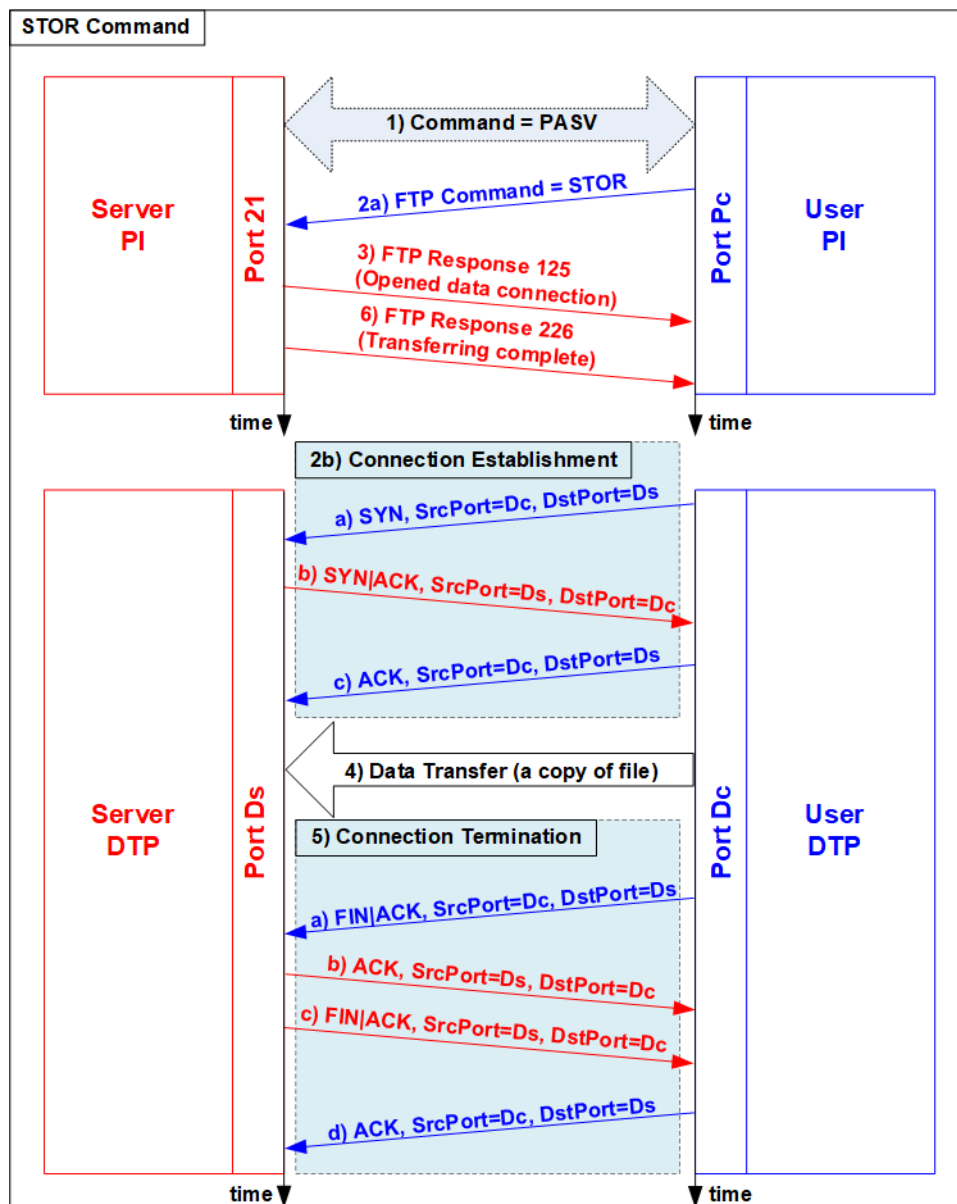 STOR Command
1) Command = PASV
Server
PI
Port 21
2a) FTP Command = STOR
3) FTP Response 125
(Opened data connection)
6) FTP Response 226
(Transferring complete)
Port Pc
User
PI
time
time
2b) Connection Establishment
a) SYN, SrcPort=Dc, DstPort=Ds
b) SYN|ACK, SrcPort=Ds, DstPort=Dc
c) ACK, SrcPort=Dc, DstPort=Ds
4) Data Transfer (a copy of file)
Server
DTP
Port Ds
Port Dc
User
DTP
5) Connection Termination
a) FIN|ACK, SrcPort=Dc, DstPort=Ds
b) ACK, SrcPort=Ds, DstPort=Dc
c) FIN|ACK, SrcPort=Ds, DstPort=Dc
d) ACK, SrcPort=Dc, DstPort=Ds
time
time